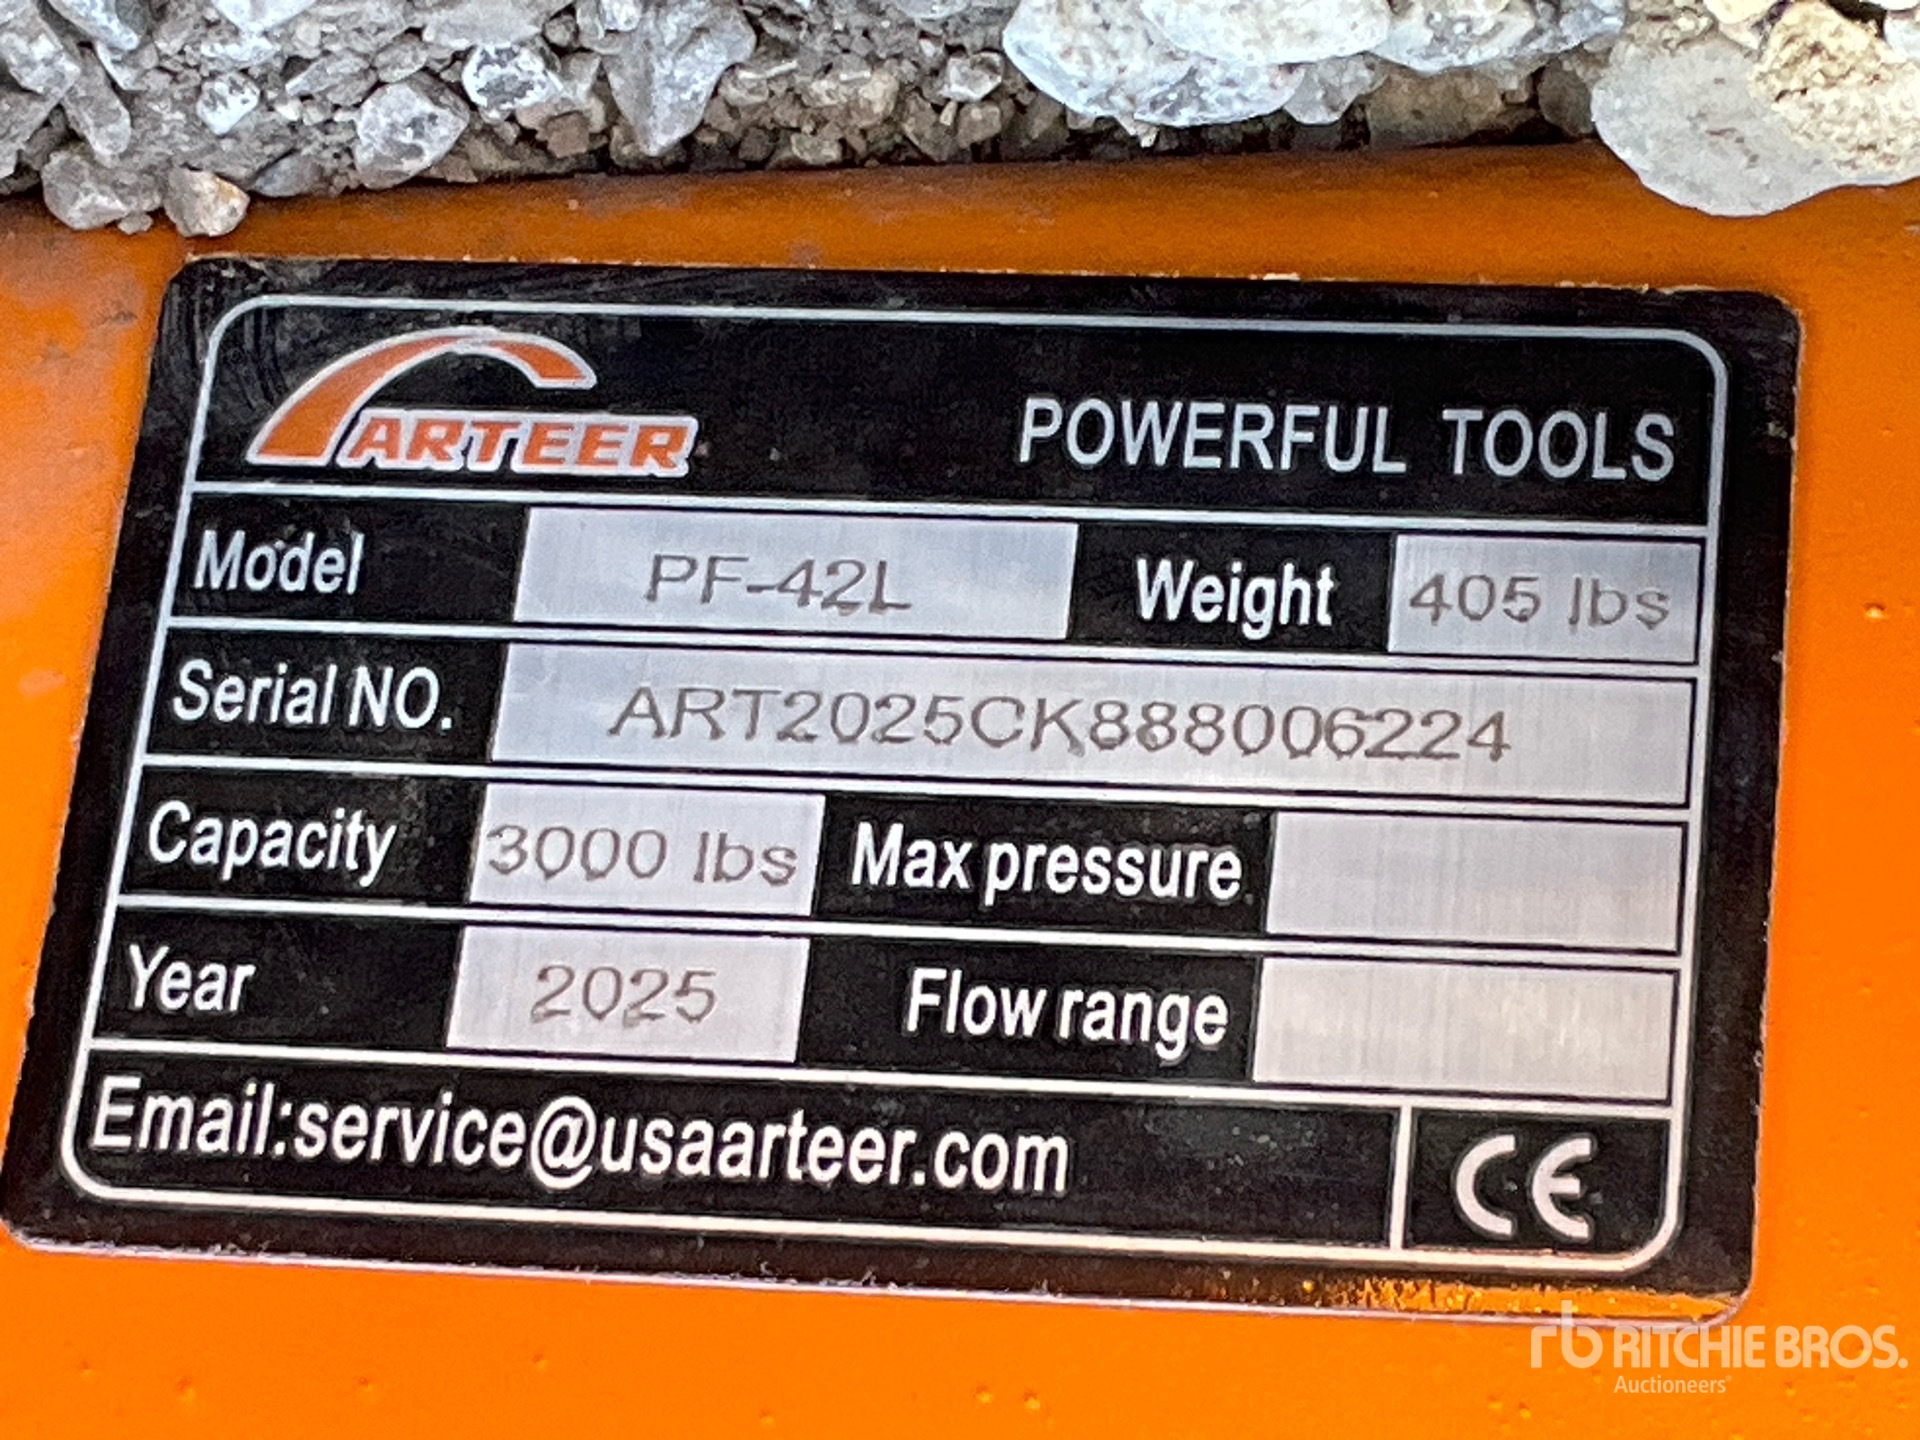 ARTEER POWERFUL TOOLS
Model PF-42L Weight 405 lbs
Serial NO. ART2025CK888006224
Capacity 3000 lbs Max pressure
Year 2025 Flow range
Email:service@usaarteer.com CE
rb RITCHIE BROS.
Auctioneers